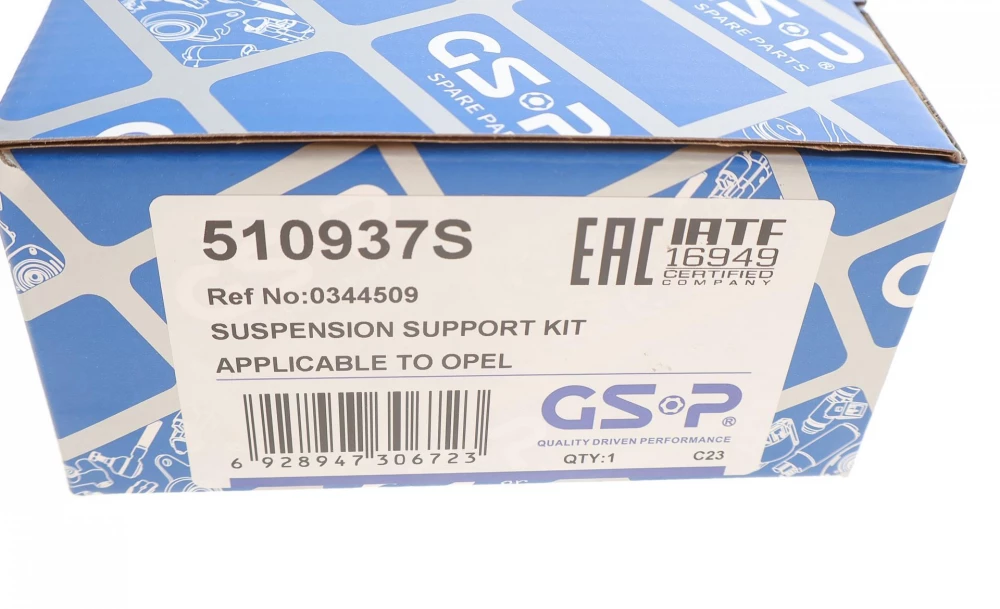 GSP
SPARE PARTS®
GSP
SPARE PA
510937S
EAC
IATF
16949
CERTIFIED
COMPANY
Ref No:0344509
SUSPENSION SUPPORT KIT
APPLICABLE TO OPEL
GSP®
QUALITY DRIVEN PERFORMANCE
QTY:1 C23
6 928947 306723